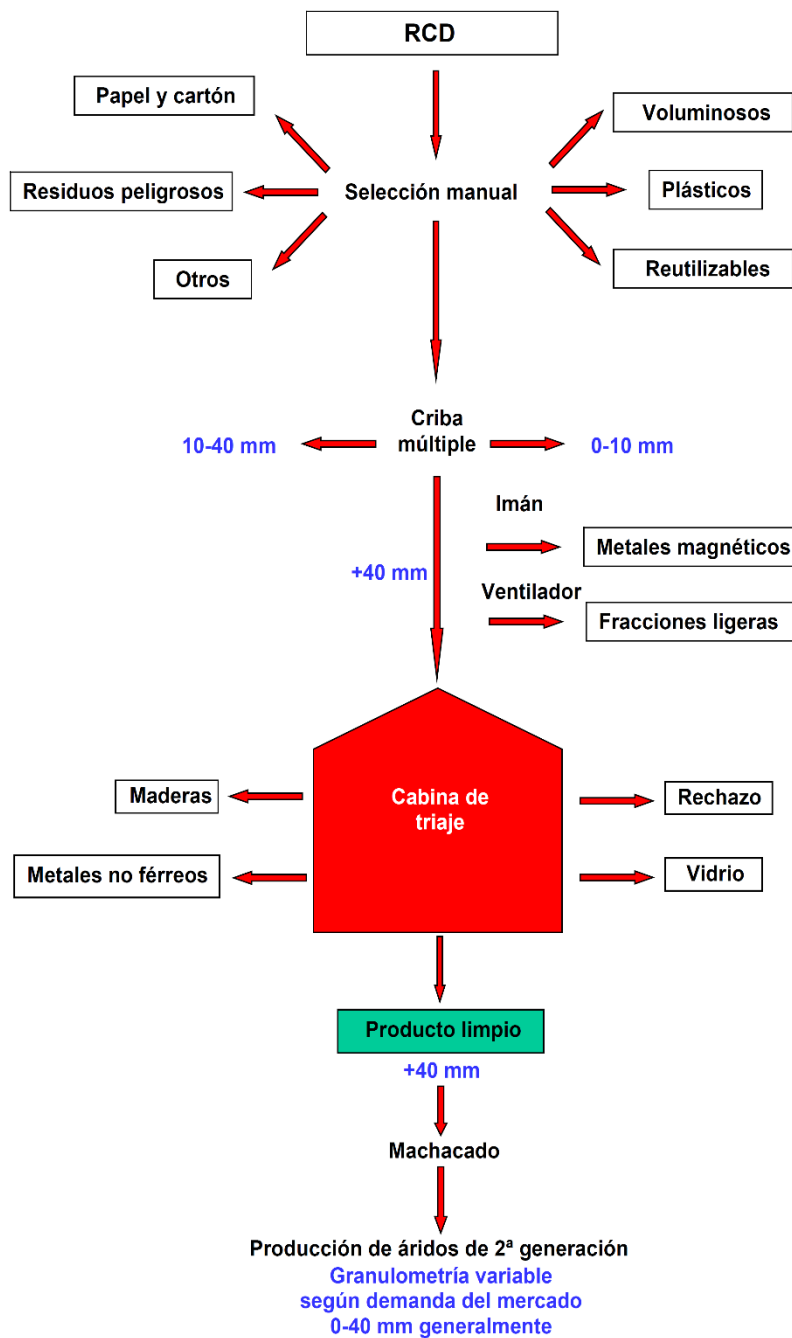 RCD
Papel y cartón
Voluminosos
Residuos peligrosos
Selección manual
Plásticos
Otros
Reutilizables
Criba
múltiple
10-40 mm
0-10 mm
Imán
Metales magnéticos
+40 mm
Ventilador
Fracciones ligeras
Cabina de
triaje
Maderas
Rechazo
Metales no férreos
Vidrio
Producto limpio
+40 mm
Machacado
Producción de áridos de 2ª generación
Granulometría variable
según demanda del mercado
0-40 mm generalmente